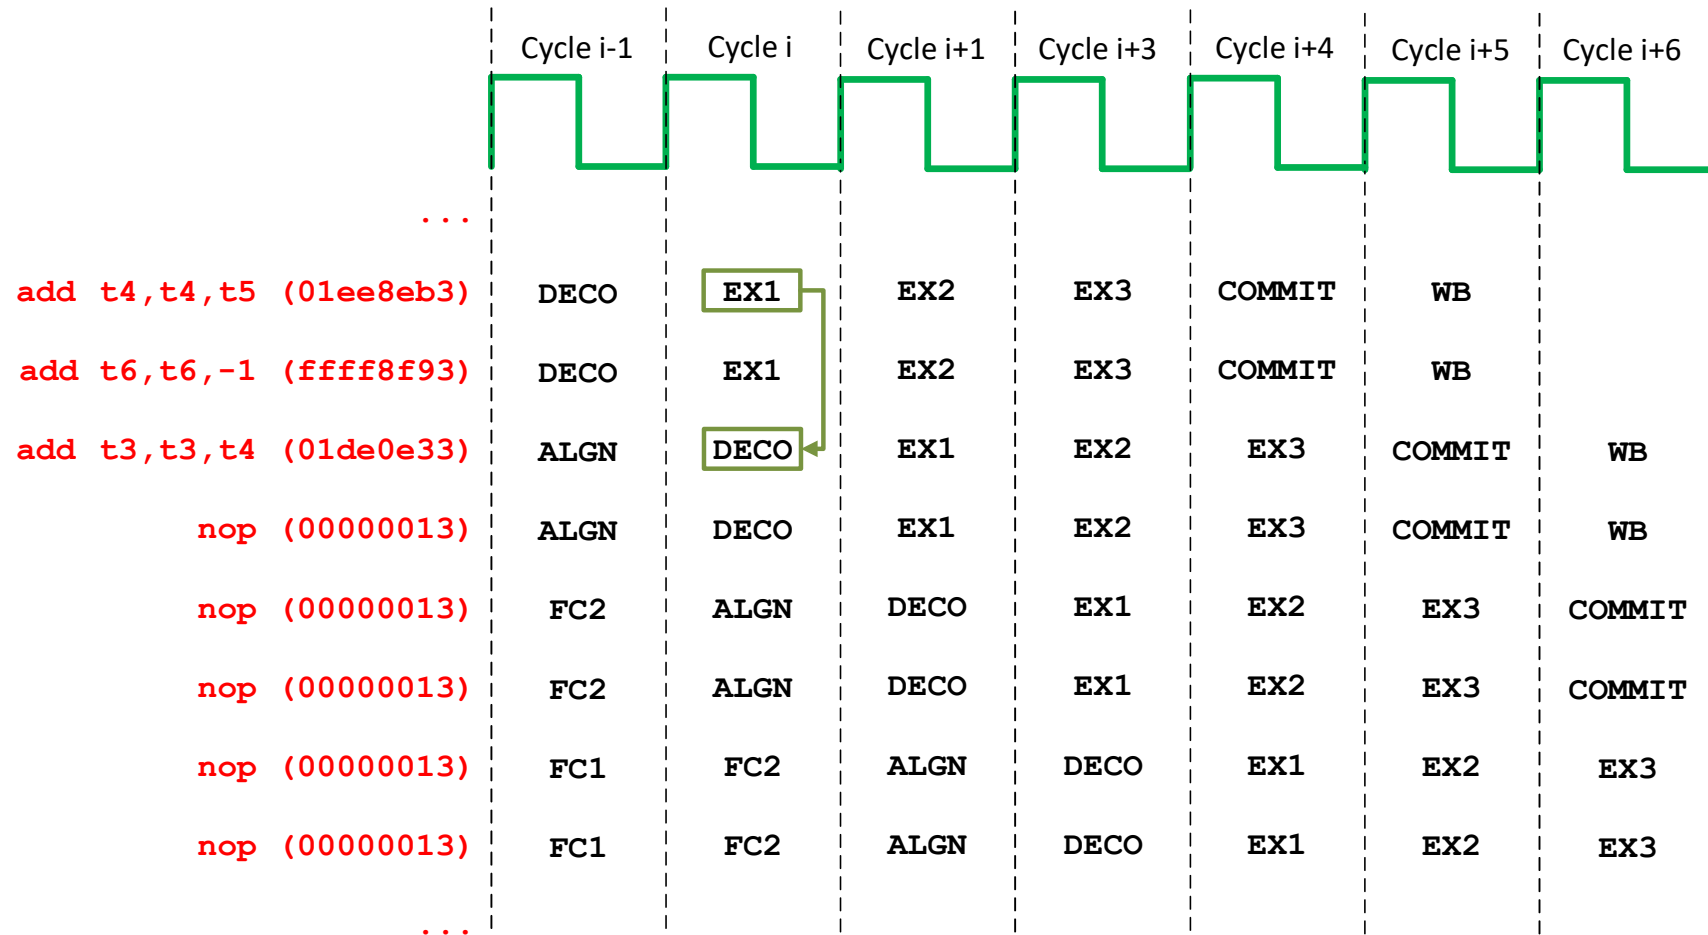 Cycle i-1 Cycle i Cycle i+1 Cycle i+3 Cycle i+4 Cycle i+5 Cycle i+6
...
add t4,t4,t5 (01ee8eb3) DECO EX1 EX2 EX3 COMMIT WB
add t6,t6,-1 (ffff8f93) DECO EX1 EX2 EX3 COMMIT WB
add t3,t3,t4 (01de0e33) ALGN DECO EX1 EX2 EX3 COMMIT WB
nop (00000013) ALGN DECO EX1 EX2 EX3 COMMIT WB
nop (00000013) FC2 ALGN DECO EX1 EX2 EX3 COMMIT
nop (00000013) FC2 ALGN DECO EX1 EX2 EX3 COMMIT
nop (00000013) FC1 FC2 ALGN DECO EX1 EX2 EX3
nop (00000013) FC1 FC2 ALGN DECO EX1 EX2 EX3
...